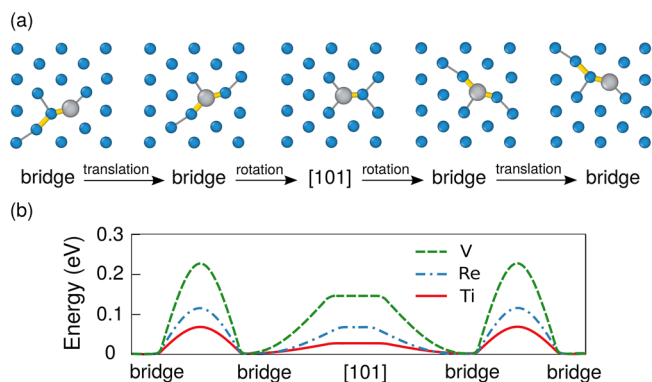 (a)
bridge translation bridge rotation [101] rotation bridge translation bridge
(b)
Energy (eV)
0.3
0.2
0.1
0
V
Re
Ti
bridge bridge [101] bridge bridge